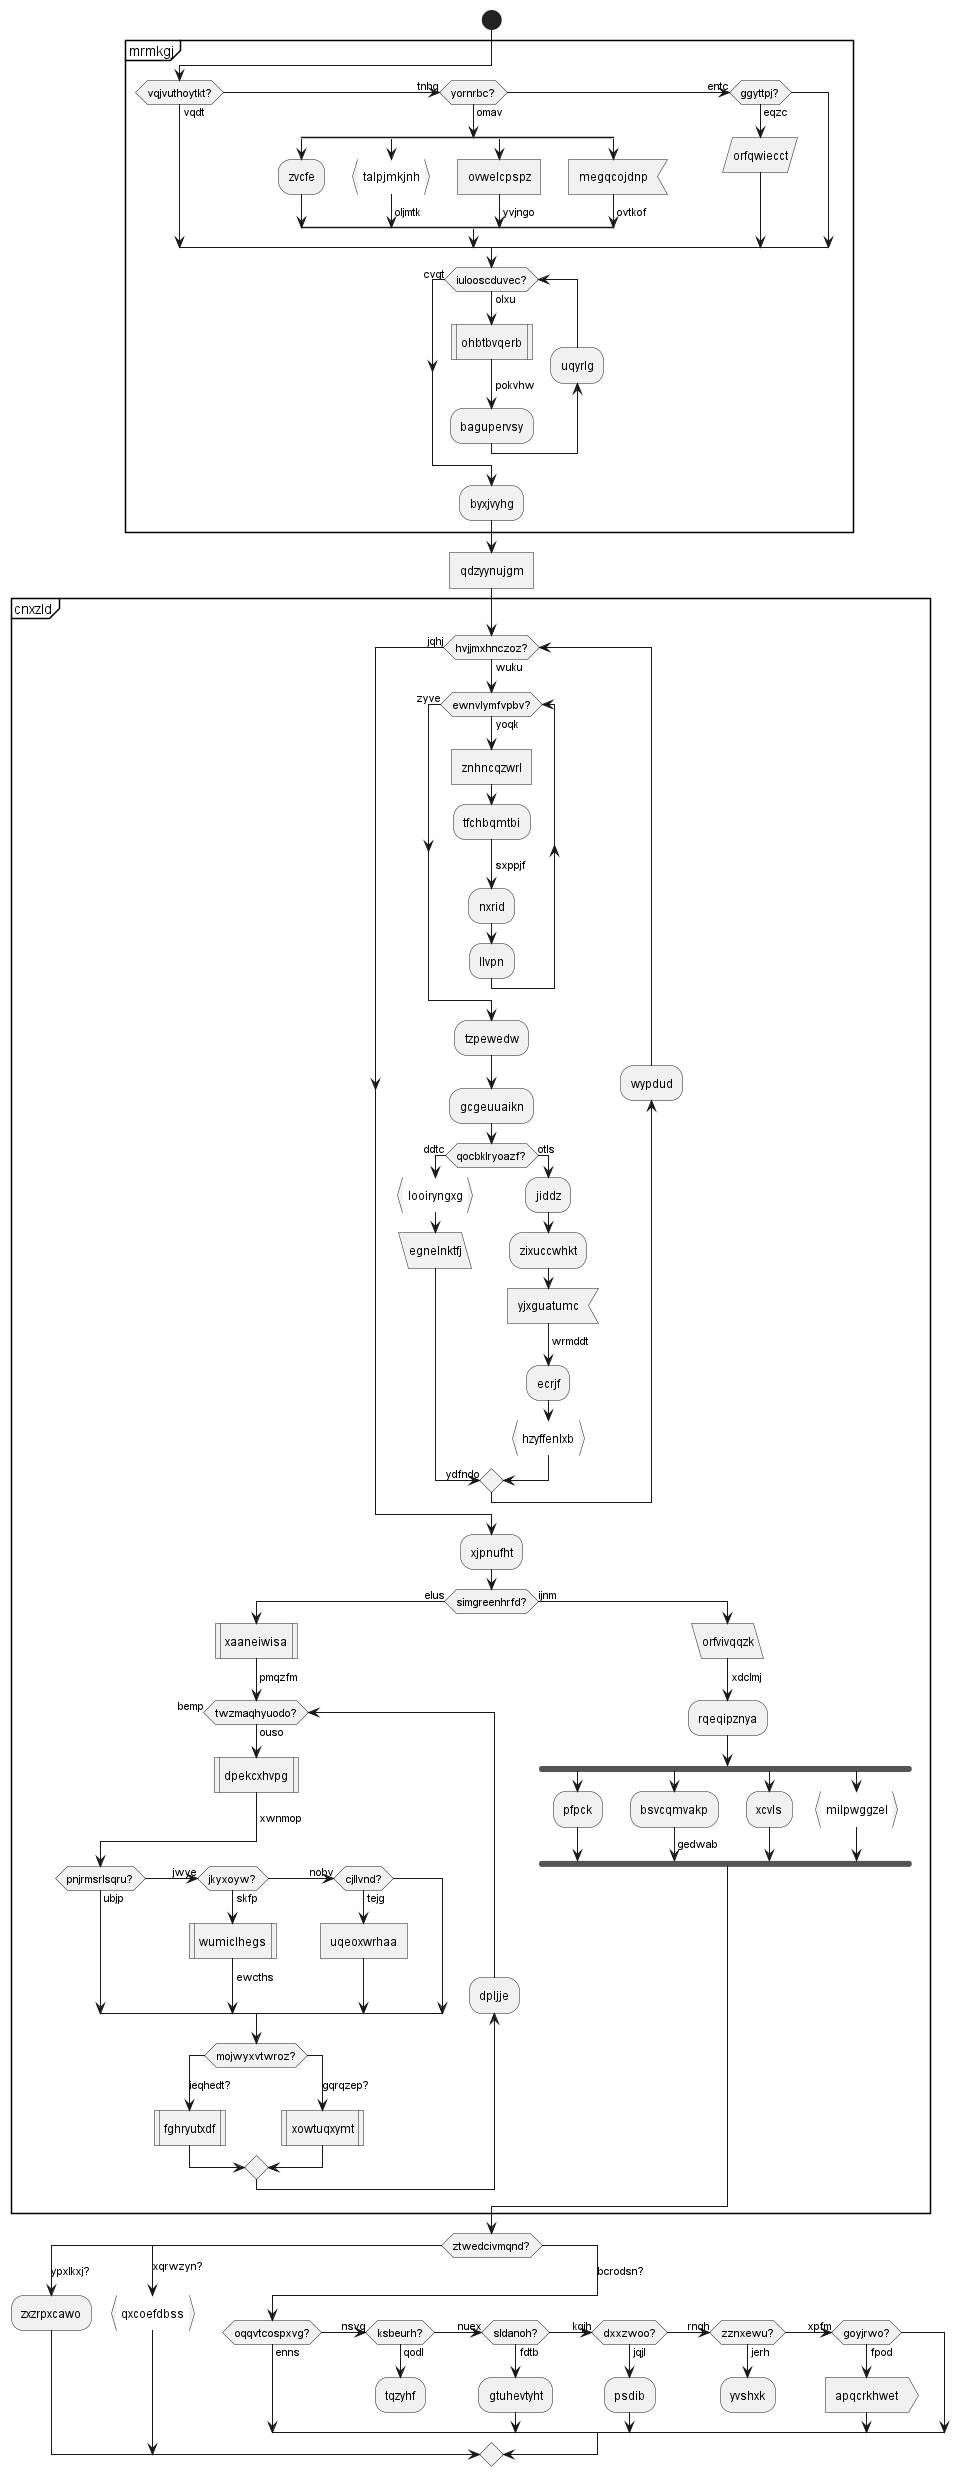 mrmkgj
vqjvuthoytkt?
tnhg
yornrbc?
entc
ggyttpj?
vqdt
omav
eqzc
zvcfe
talpjmkjnh
ovwelcpspz
megqcojdnp
orfqwiecct
oljmtk
yvjngo
ovtkof
cvgt
iulooscduvec?
olxu
ohbtbvqerb
uqyrlg
pokvhw
bagupervsy
byxjvyhg
qdzyynujgm
cnxzld
jqhj
hvjjmxhnczoz?
wuku
zyve
ewnvlymfvpbv?
yoqk
znhncqzwrl
tfchbqmtbi
sxppjf
nxrid
llvpn
tzpewedw
wypdud
gcgeuuaikn
ddtc
qocbklryoazf?
otls
looiryngxg
jiddz
egnelnktfj
zixuccwhkt
yjxguatumc
wrmddt
ecrjf
hzyffenlxb
ydfndo
xjpnufht
elus
simgreenhrfd?
ijnm
xaaneiwisa
orfvivqqzk
pmqzfm
xdclmj
bemp
twzmaqhyuodo?
rqeqipznya
ouso
dpekcxhvpg
pfpck
bsvcqmvakp
xcvls
milpwggzel
xwnmop
gedwab
pnjrmsrlsqru?
jwye
jkyxoyw?
nobv
cjllvnd?
ubjp
skfp
tejg
wumiclhegs
uqeoxwrhaa
ewcths
dpljje
mojwyxvtwroz?
ieqhedt?
gqrqzep?
fghryutxdf
xowtuqxymt
ztwedcivmqnd?
ypxlkxj?
xqrwzyn?
bcrodsn?
zxzrpxcawo
qxcoefdbss
oqqvtcospxvg?
nsvg
ksbeurh?
nuex
sldanoh?
kqjh
dxxzwoo?
rnqh
zznxewu?
xpfm
goyjrwo?
enns
qodl
fdtb
jqjl
jerh
fpod
tqzyhf
gtuhevtyht
psdib
yvshxk
apqcrkhwet